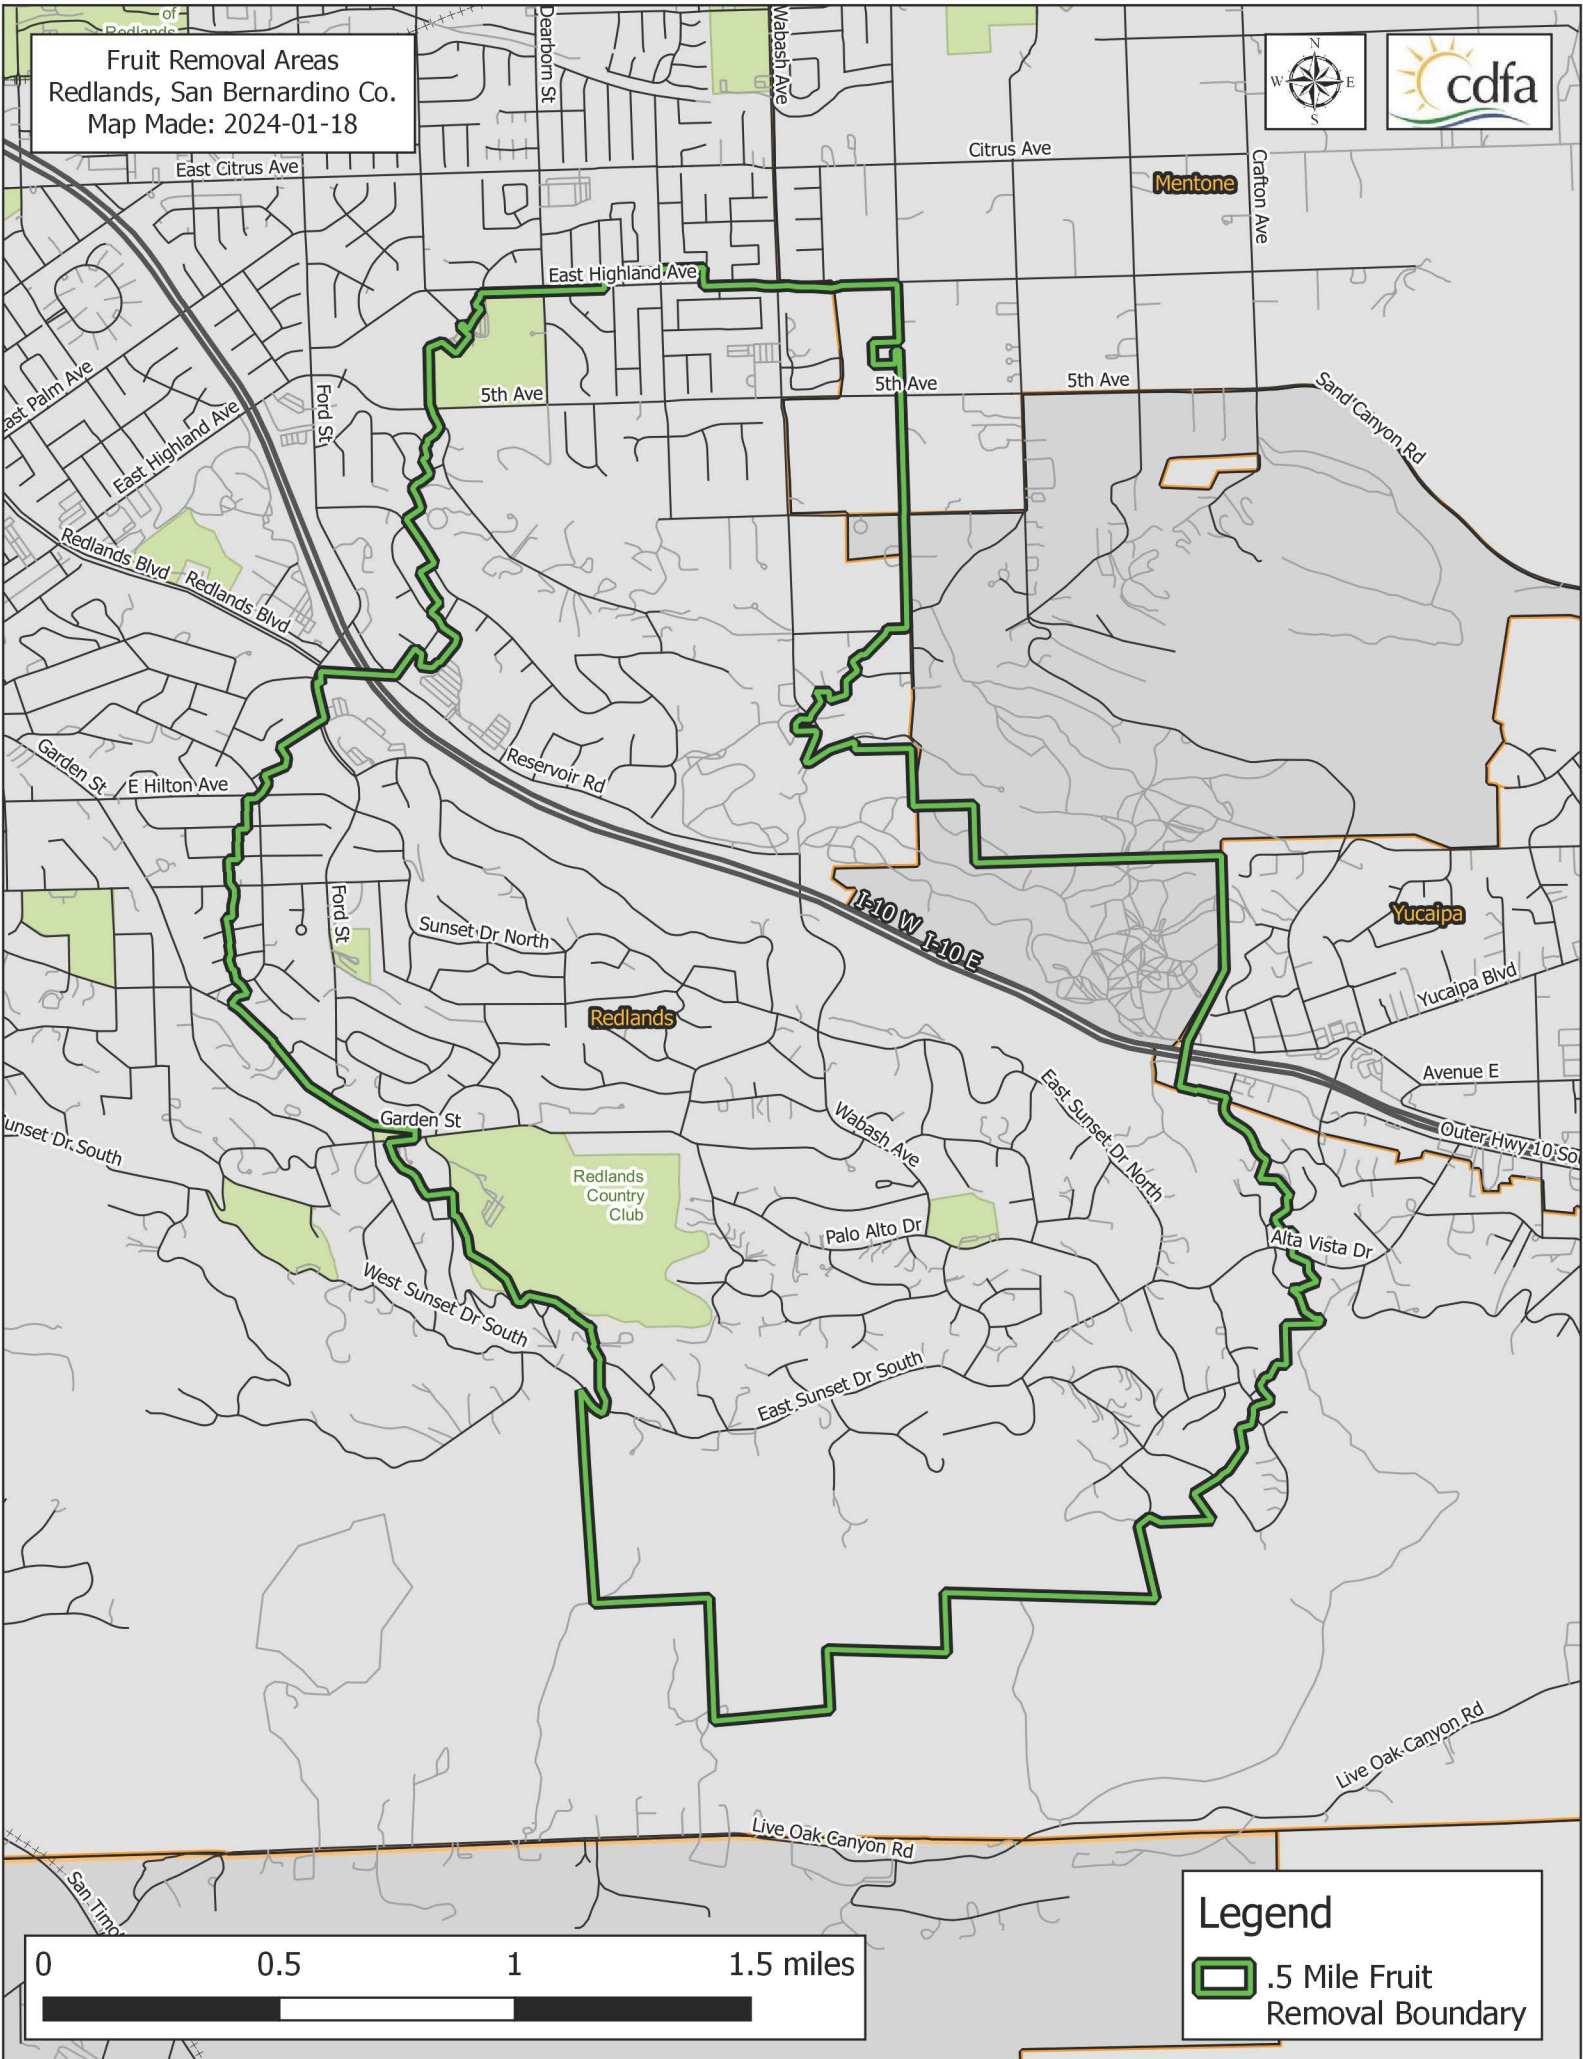 of
Redlands
Fruit Removal Areas
Redlands, San Bernardino Co.
Map Made: 2024-01-18
Dearborn St
Wabash Ave
N
W E
S
cdfa
East Citrus Ave
Citrus Ave
Mentone
Crafton Ave
East Highland Ave
5th Ave
5th Ave
5th Ave
Sand Canyon Rd
Ford St
East Highland Ave
Palm Ave
Redlands Blvd
Redlands Blvd
Garden St
E Hilton Ave
Reservoir Rd
I-10 W
I-10 E
Yucaipa
Yucaipa Blvd
Ford St
Sunset Dr North
Redlands
Avenue E
East Sunset Dr North
Outer Hwy 10 So
Garden St
Wabash Ave
Dr South
Redlands
Country
Club
Palo Alto Dr
Alta Vista Dr
West Sunset Dr South
East Sunset Dr South
Live Oak Canyon Rd
Live Oak Canyon Rd
San Timo
0 0.5 1 1.5 miles
Legend
.5 Mile Fruit
Removal Boundary